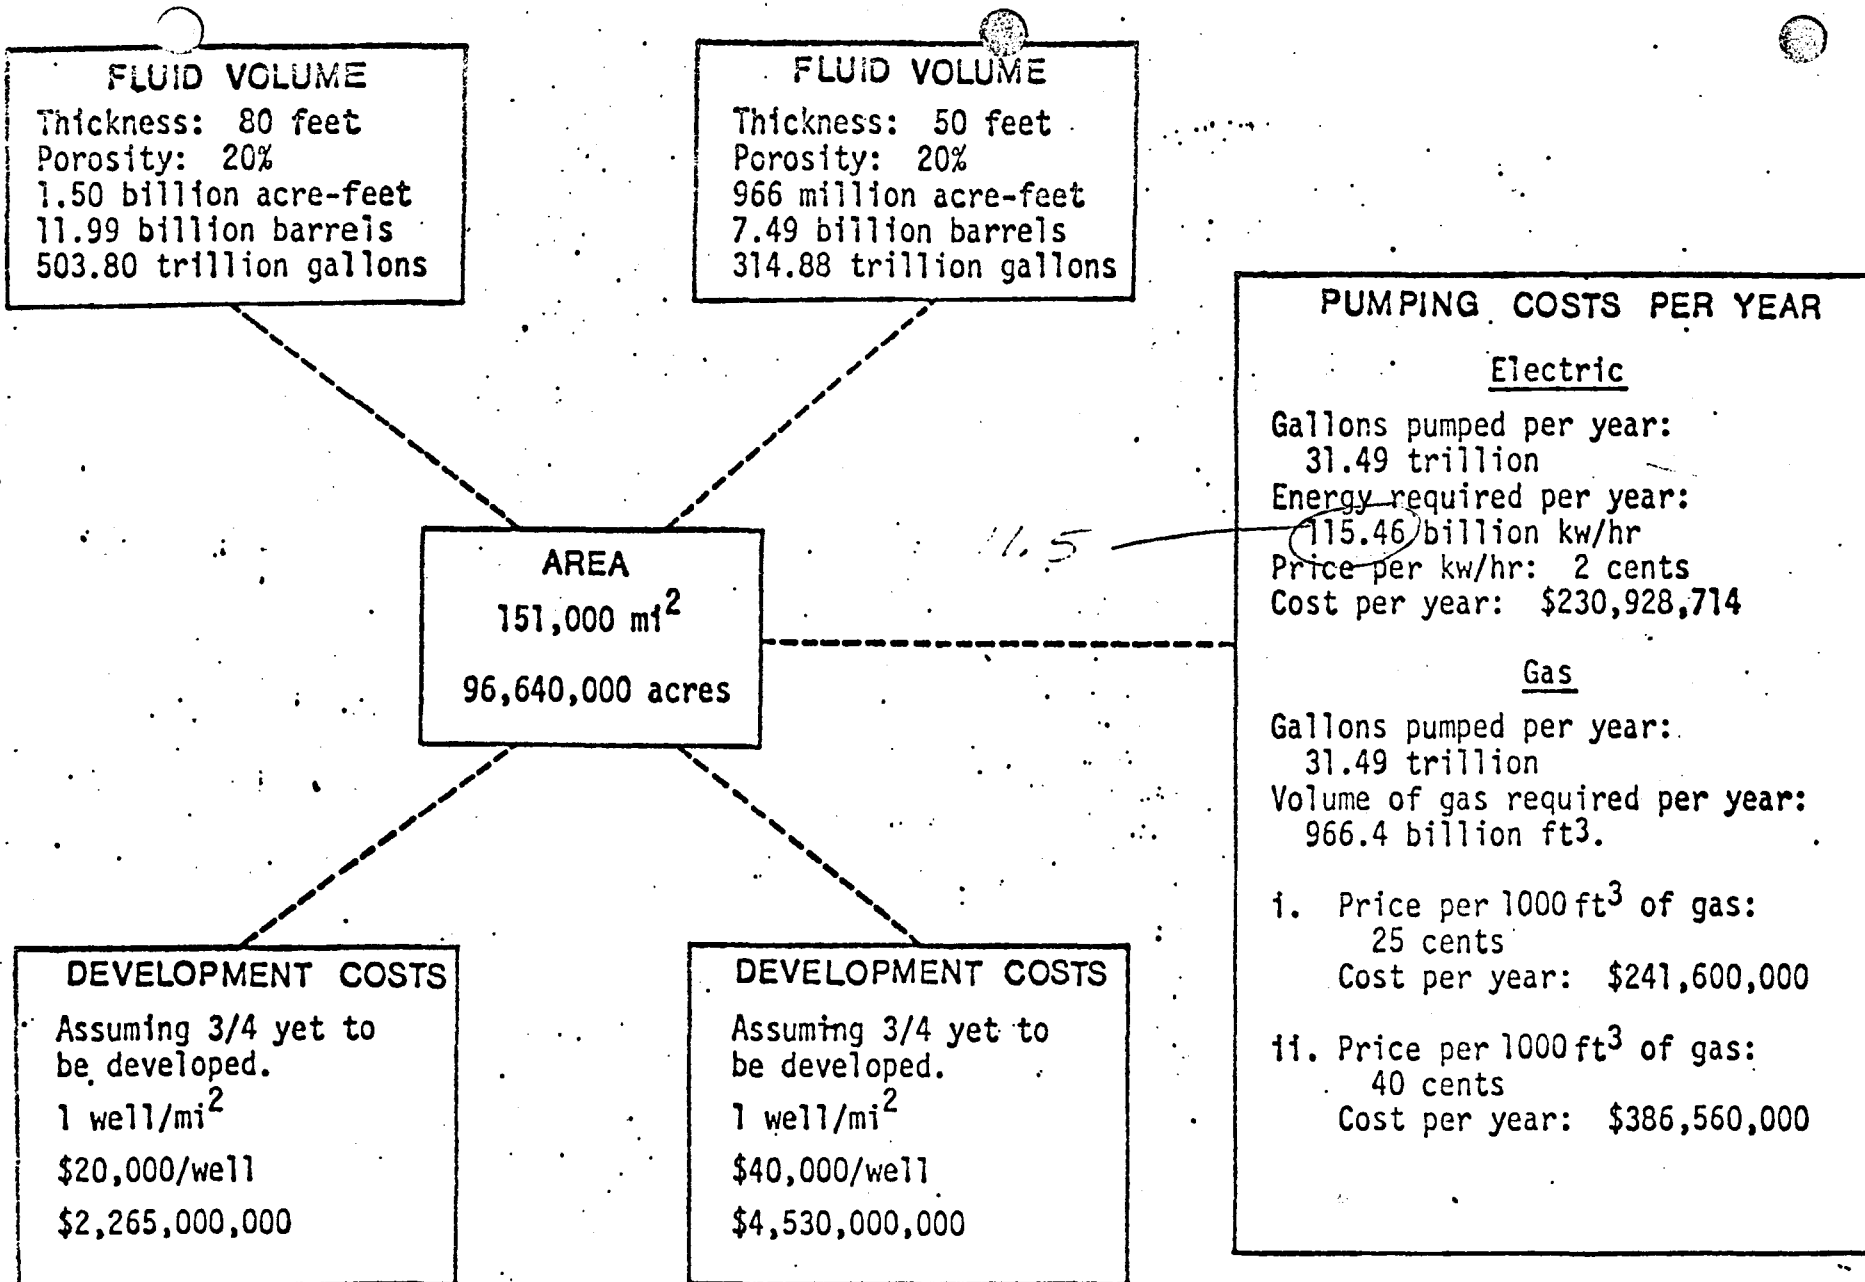 FLUID VOLUME
Thickness: 80 feet
Porosity: 20%
1.50 billion acre-feet
11.99 billion barrels
503.80 trillion gallons
FLUID VOLUME
Thickness: 50 feet
Porosity: 20%
966 million acre-feet
7.49 billion barrels
314.88 trillion gallons
AREA
151,000 mi²
96,640,000 acres
11.5
PUMPING COSTS PER YEAR
Electric
Gallons pumped per year:
31.49 trillion
Energy required per year:
115.46 billion kw/hr
Price per kw/hr: 2 cents
Cost per year: $230,928,714
Gas
Gallons pumped per year:
31.49 trillion
Volume of gas required per year:
966.4 billion ft³.
i. Price per 1000 ft³ of gas:
25 cents
Cost per year: $241,600,000
ii. Price per 1000 ft³ of gas:
40 cents
Cost per year: $386,560,000
DEVELOPMENT COSTS
Assuming 3/4 yet to
be developed.
1 well/mi²
$20,000/well
$2,265,000,000
DEVELOPMENT COSTS
Assuming 3/4 yet to
be developed.
1 well/mi²
$40,000/well
$4,530,000,000